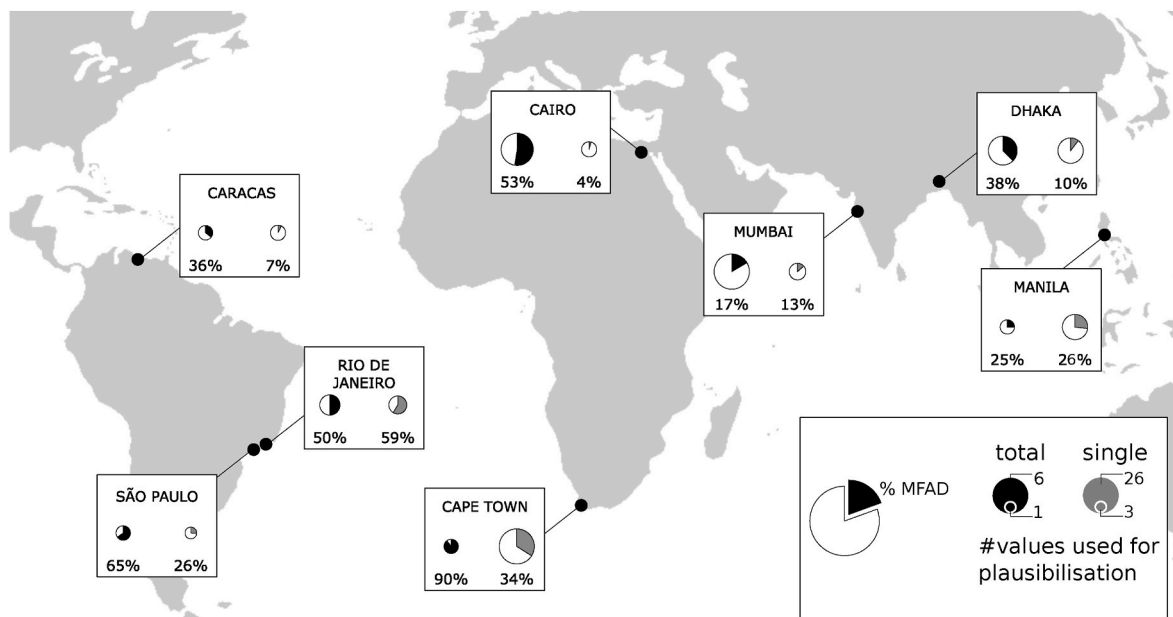 CAIRO
53% 4%
DHAKA
38% 10%
CARACAS
36% 7%
MUMBAI
17% 13%
MANILA
25% 26%
RIO DE
JANEIRO
50% 59%
SÃO PAULO
65% 26%
CAPE TOWN
90% 34%
% MFAD
total single
6 26
1 3
#values used for
plausibilisation